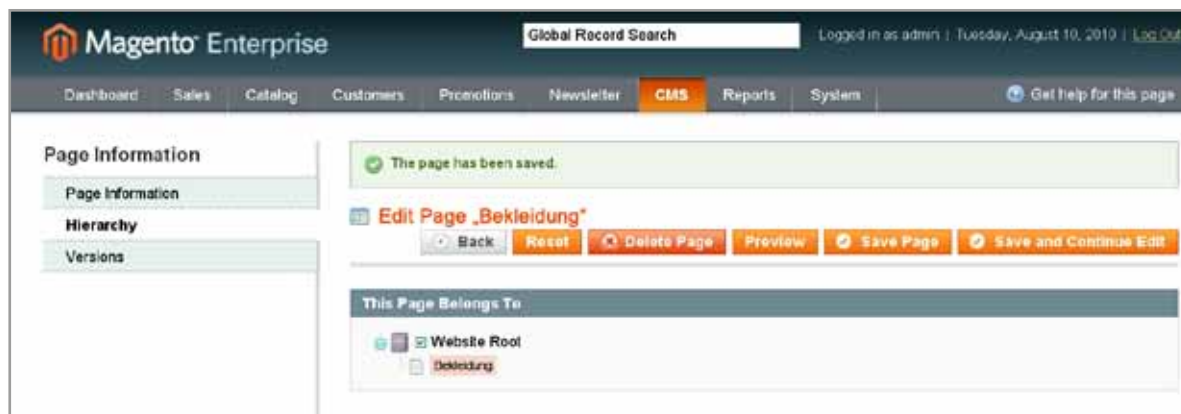 Magento Enterprise
Global Record Search
Logged in as admin | Tuesday, August 10, 2010 | Log Out
Dashboard Sales Catalog Customers Promotions Newsletter CMS Reports System Get help for this page
Page Information
Page Information
Hierarchy
Versions
The page has been saved.
Edit Page „Bekleidung“
Back Reset Delete Page Preview Save Page Save and Continue Edit
This Page Belongs To
Website Root
Bekleidung